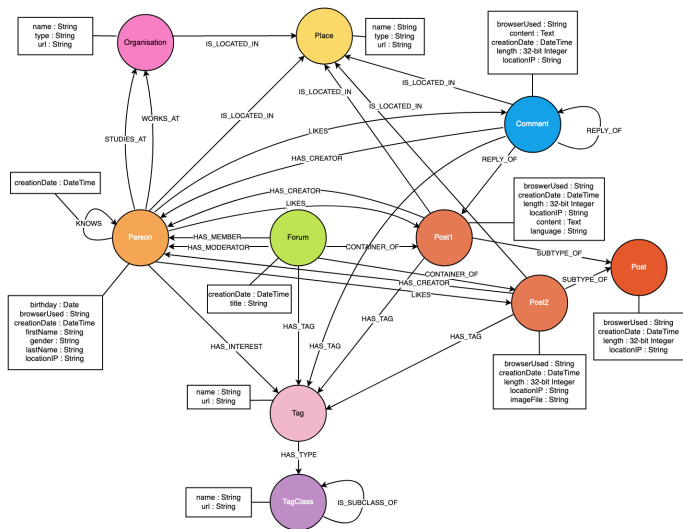 name : String
type : String
url : String
Organisation
IS_LOCATED_IN
Place
name : String
type : String
url : String
browserUsed : String
content : Text
creationDate : DateTime
length : 32-bit Integer
locationIP : String
IS_LOCATED_IN
IS_LOCATED_IN
IS_LOCATED_IN
IS_LOCATED_IN
WORKS_AT
STUDIES_AT
LIKES
Comment
REPLY_OF
HAS_CREATOR
REPLY_OF
creationDate : DateTime
KNOWS
HAS_CREATOR
LIKES
broswerUsed : String
creationDate : DateTime
length : 32-bit Integer
locationIP : String
content : Text
language : String
Person
HAS_MEMBER
HAS_MODERATOR
Forum
CONTAINER_OF
Post1
SUBTYPE_OF
Post
CONTAINER_OF
HAS_CREATOR
LIKES
SUBTYPE_OF
Post2
creationDate : DateTime
title : String
birthday : Date
browserUsed : String
creationDate : DateTime
firstName : String
gender : String
lastName : String
locationIP : String
HAS_INTEREST
HAS_TAG
HAS_TAG
HAS_TAG
HAS_TAG
broswerUsed : String
creationDate : DateTime
length : 32-bit Integer
locationIP : String
browserUsed : String
creationDate : DateTime
length : 32-bit Integer
locationIP : String
imageFile : String
name : String
url : String
Tag
HAS_TYPE
name : String
url : String
TagClass
IS_SUBCLASS_OF